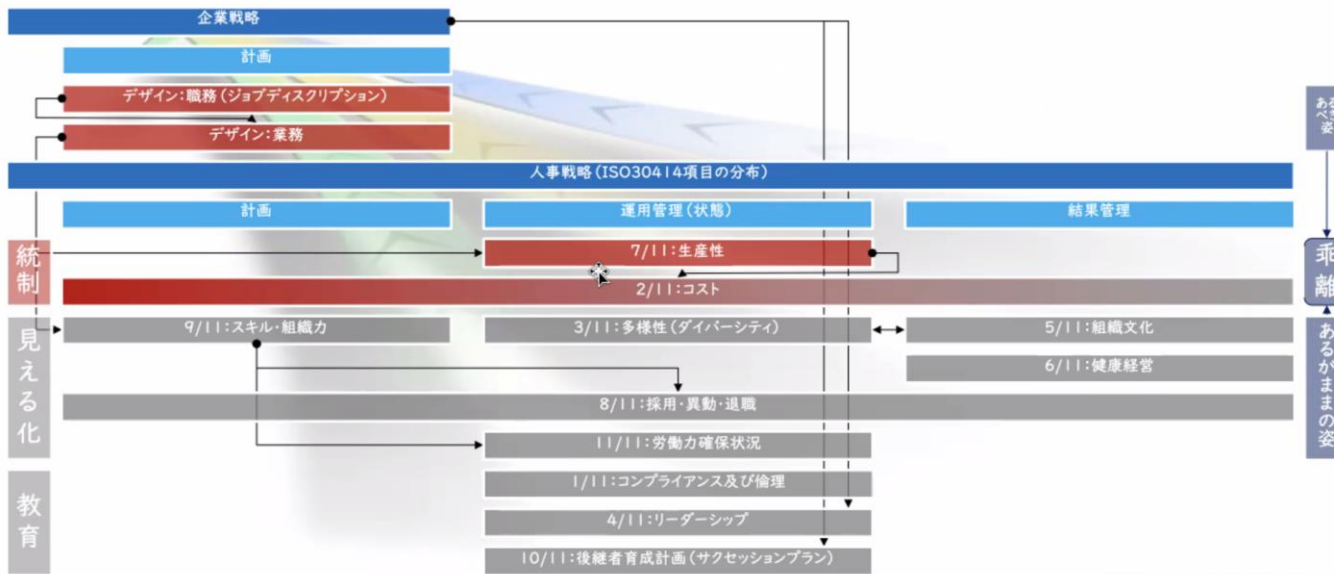 企業戦略
計画
デザイン：職務（ジョブディスクリプション）
デザイン：業務
人事戦略（ISO30414項目の分布）
計画
運用管理（状態）
結果管理
統制
7/11：生産性
2/11：コスト
見える化
9/11：スキル・組織力
3/11：多様性（ダイバーシティ）
5/11：組織文化
6/11：健康経営
8/11：採用・異動・退職
11/11：労働力確保状況
教育
1/11：コンプライアンス及び倫理
4/11：リーダーシップ
10/11：後継者育成計画（サクセッションプラン）
あるべき姿
乖離
あるがままの姿